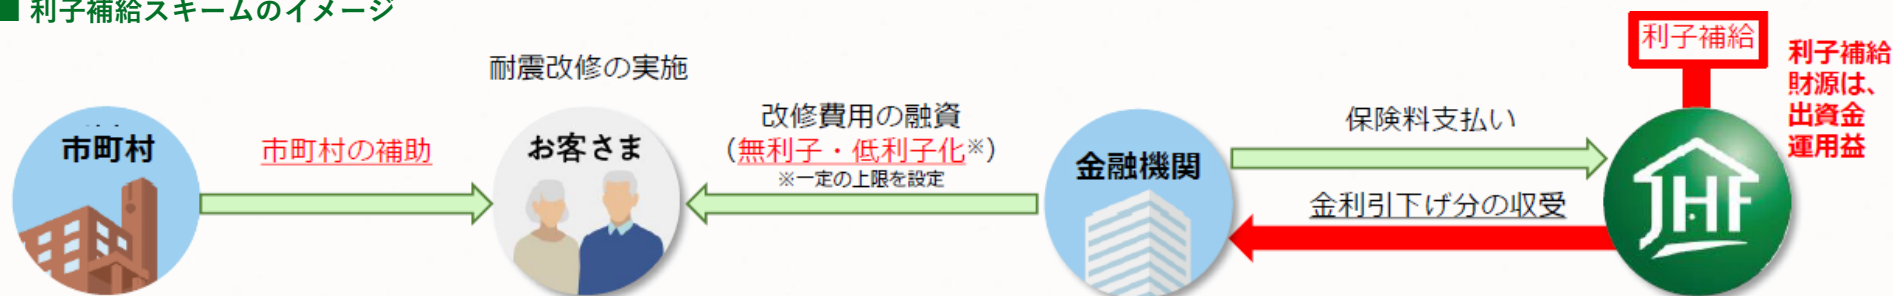 ■ 利子補給スキームのイメージ
耐震改修の実施
市町村
市町村の補助
お客さま
改修費用の融資
(無利子・低利子化※)
※一定の上限を設定
金融機関
保険料支払い
金利引下げ分の収受
利子補給
JHF
利子補給
財源は、
出資金
運用益